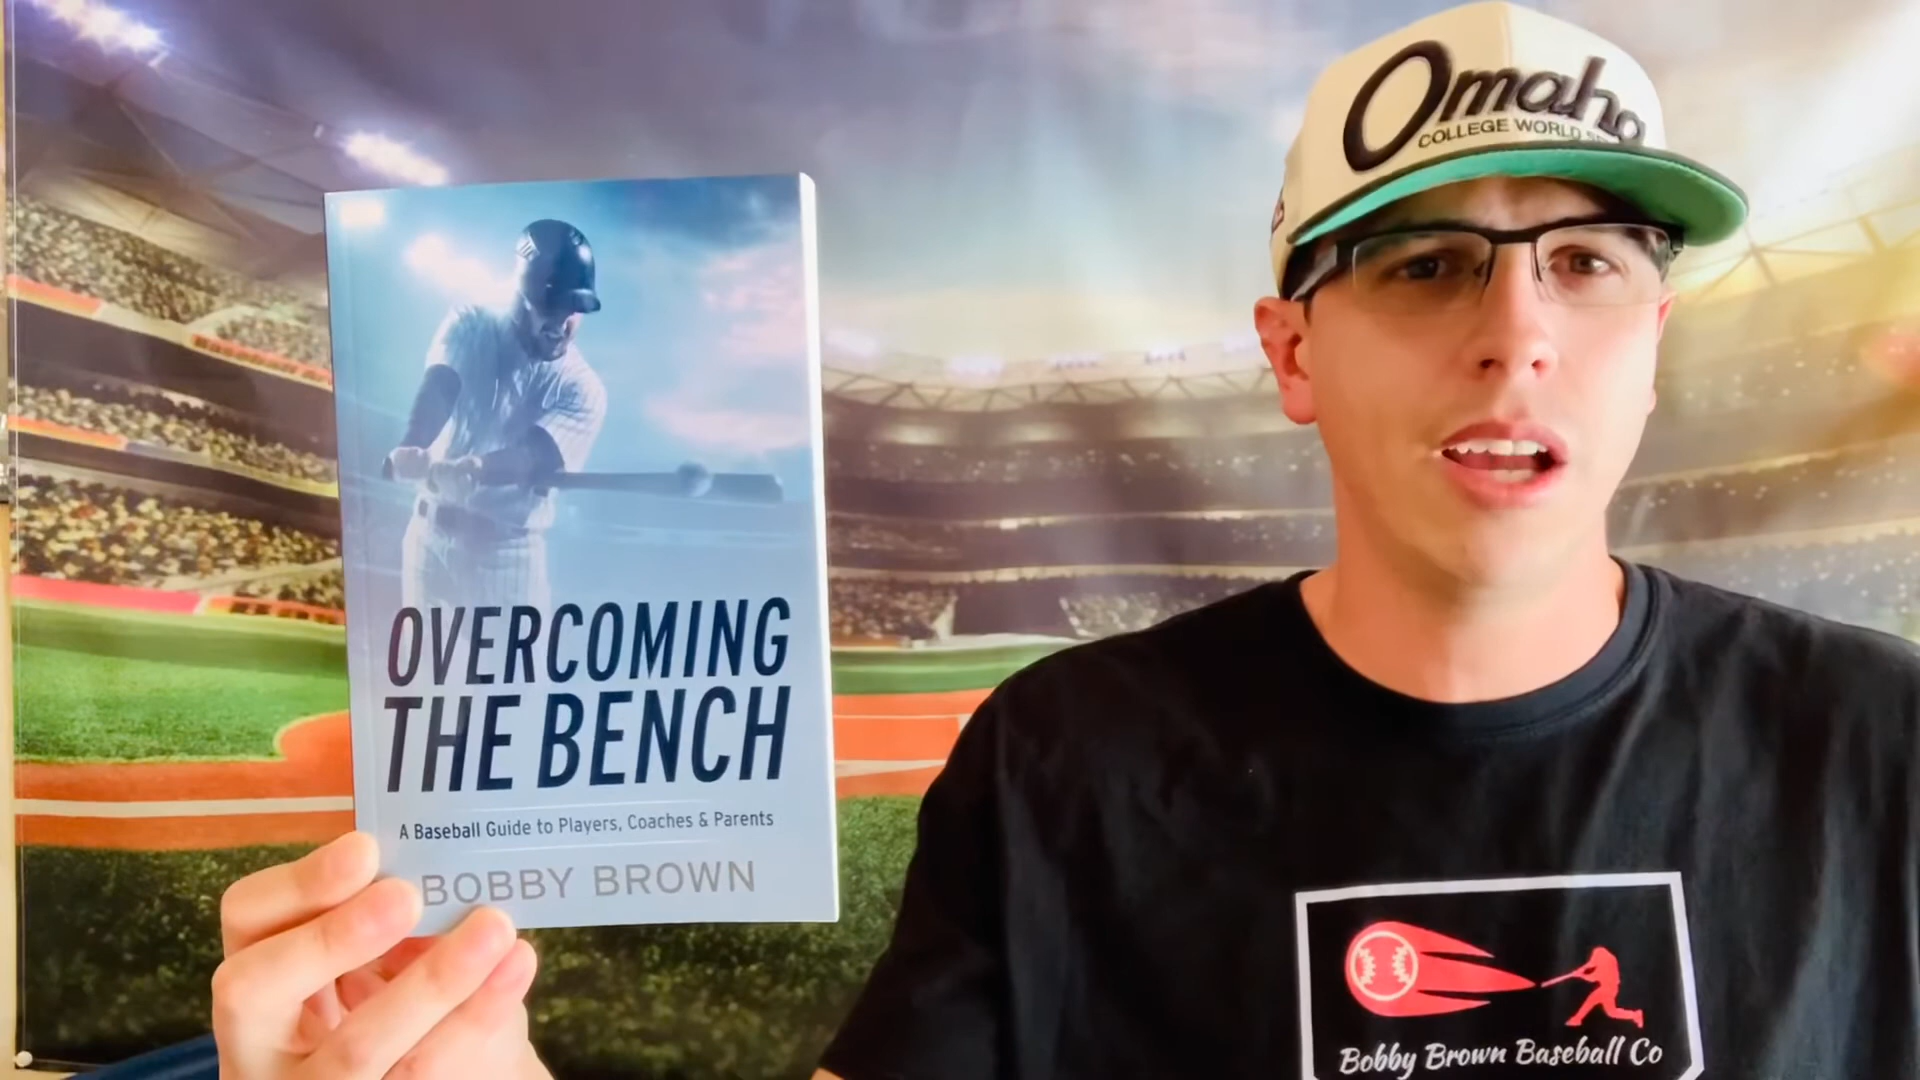 Omaha
COLLEGE WORLD
OVERCOMING
THE BENCH
A Baseball Guide to Players, Coaches & Parents
BOBBY BROWN
Bobby Brown Baseball Co